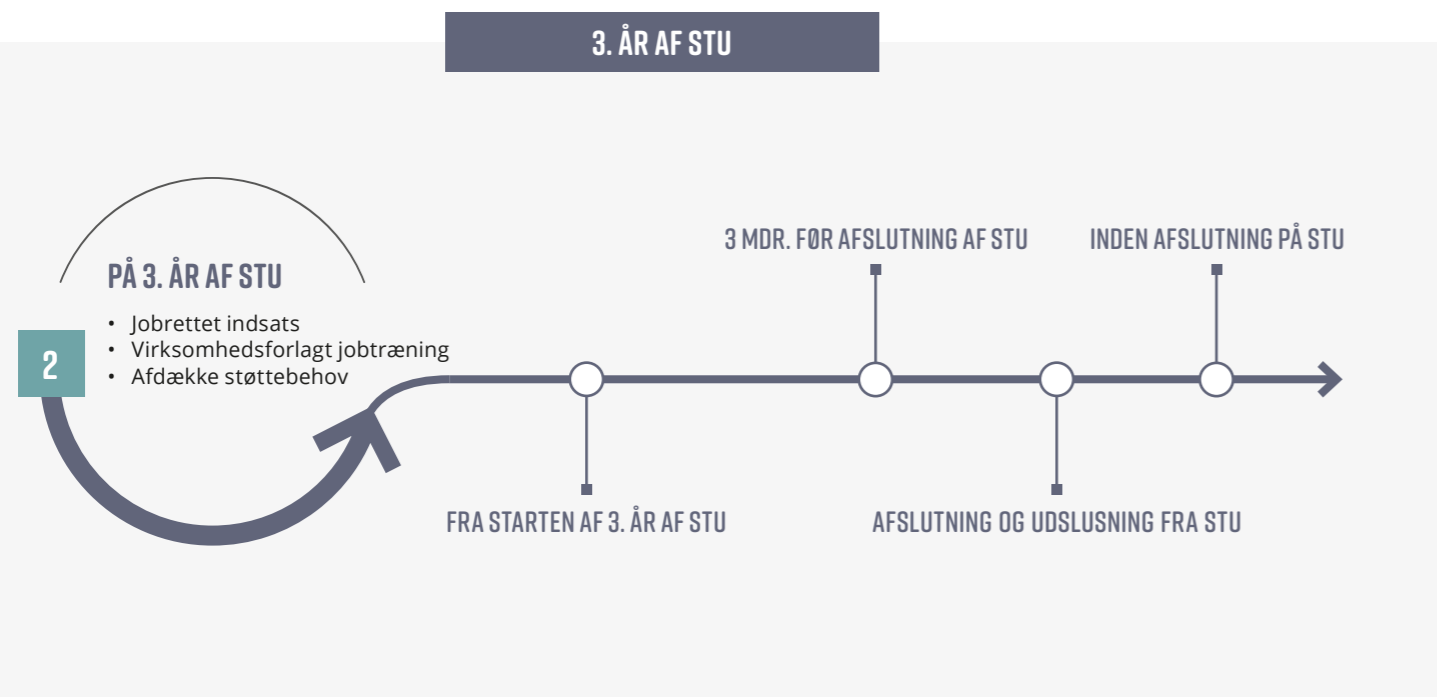 3. ÅR AF STU
PÅ 3. ÅR AF STU
2
• Jobrettet indsats
• Virksomhedsforlagt jobtræning
• Afdække støttebehov
3 MDR. FØR AFSLUTNING AF STU
INDEN AFSLUTNING PÅ STU
FRA STARTEN AF 3. ÅR AF STU
AFSLUTNING OG UDSLUSNING FRA STU